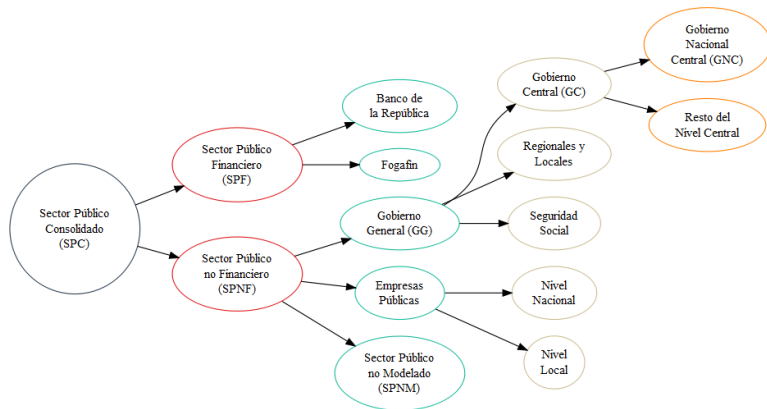 Sector Público
Consolidado
(SPC)
Sector Público
Financiero
(SPF)
Sector Público
no Financiero
(SPNF)
Banco de
la República
Fogafin
Gobierno
General (GG)
Empresas
Públicas
Sector Público
no Modelado
(SPNM)
Gobierno
Central (GC)
Regionales y
Locales
Seguridad
Social
Nivel
Nacional
Nivel
Local
Gobierno
Nacional
Central (GNC)
Resto del
Nivel Central